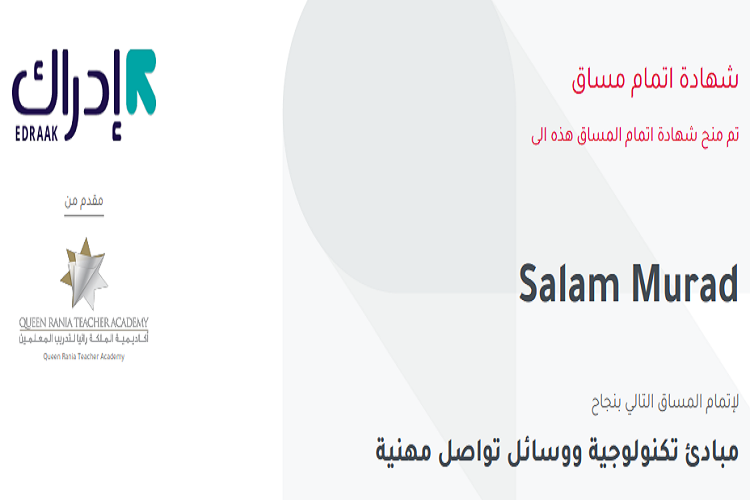 إدراك
EDRAAK
مقدم من
QUEEN RANIA TEACHER ACADEMY
أكاديمية الملكة رانيا لتدريب المعلمين
Queen Rania Teacher Academy
شهادة اتمام مساق
تم منح شهادة اتمام المساق هذه الى
Salam Murad
لإتمام المساق التالي بنجاح
مبادئ تكنولوجية ووسائل تواصل مهنية